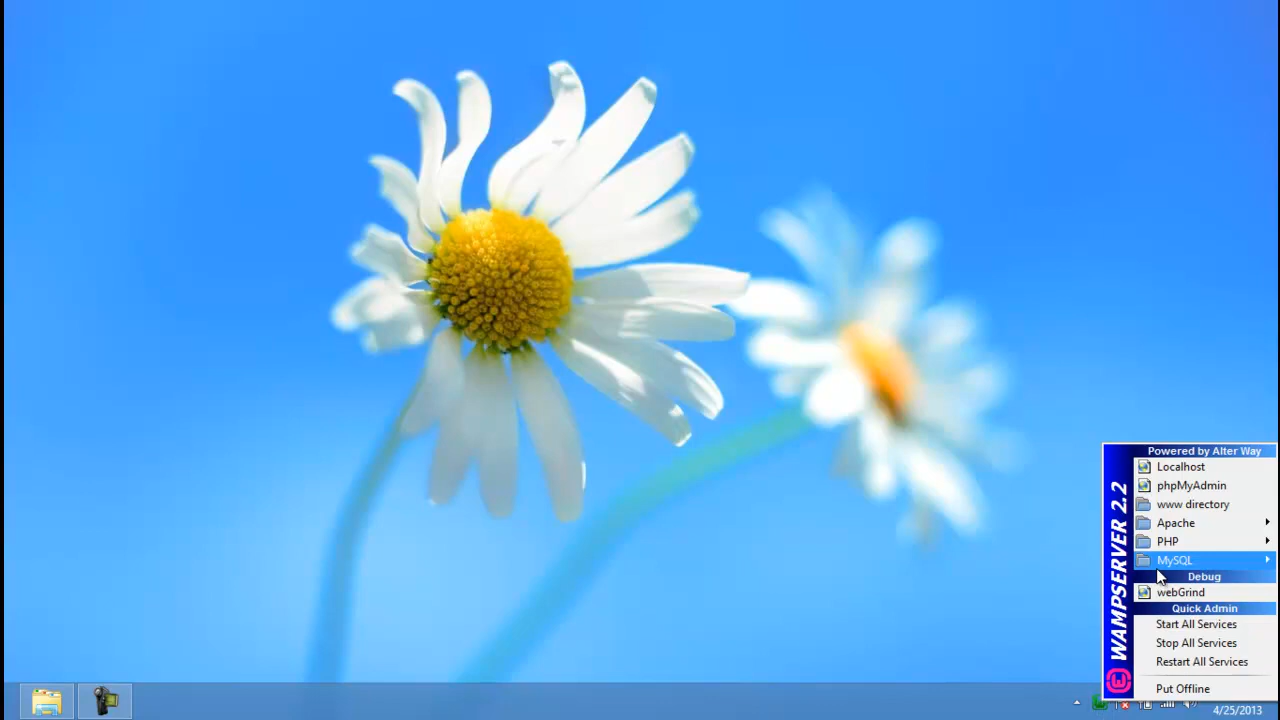 WAMPSERVER 2.2
Powered by Alter Way
Localhost
phpMyAdmin
www directory
Apache
PHP
MySQL
Debug
webGrind
Quick Admin
Start All Services
Stop All Services
Restart All Services
Put Offline
4/25/2013